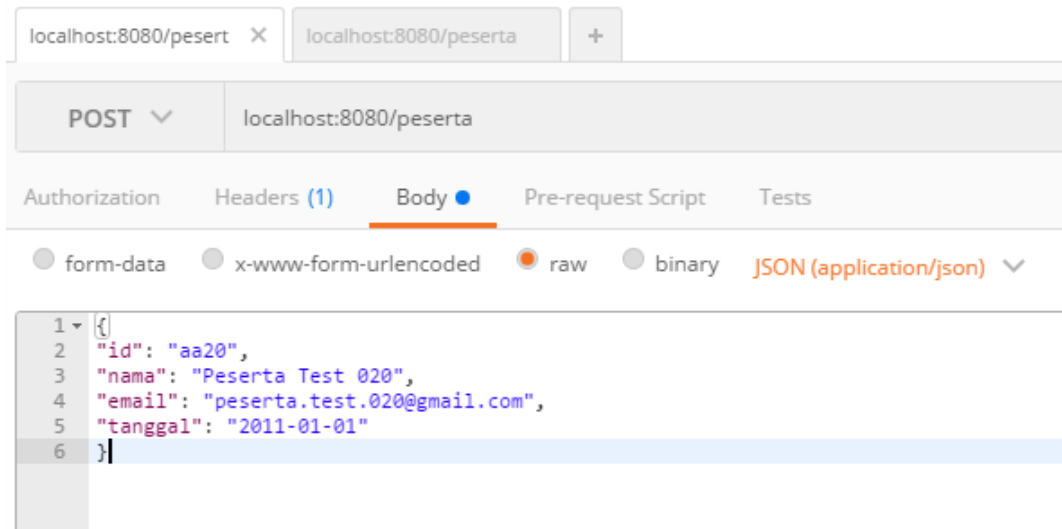 localhost:8080/pesert × localhost:8080/peserta +
POST localhost:8080/peserta
Authorization Headers (1) Body Pre-request Script Tests
form-data x-www-form-urlencoded raw binary JSON (application/json)
1 {
2 "id": "aa20",
3 "nama": "Peserta Test 020",
4 "email": "peserta.test.020@gmail.com",
5 "tanggal": "2011-01-01"
6 }